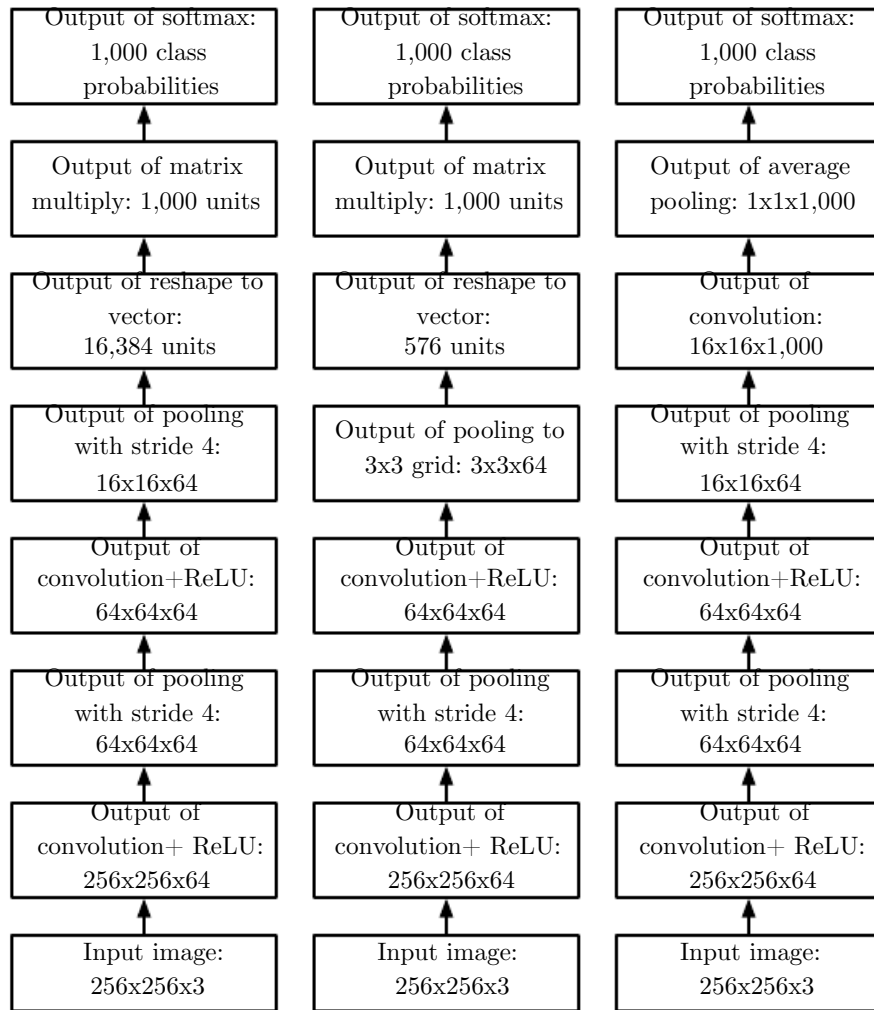 Output of softmax:
1,000 class
probabilities
Output of matrix
multiply: 1,000 units
Output of reshape to
vector:
16,384 units
Output of pooling
with stride 4:
16x16x64
Output of
convolution+ReLU:
64x64x64
Output of pooling
with stride 4:
64x64x64
Output of
convolution+ ReLU:
256x256x64
Input image:
256x256x3
Output of softmax:
1,000 class
probabilities
Output of matrix
multiply: 1,000 units
Output of reshape to
vector:
576 units
Output of pooling to
3x3 grid: 3x3x64
Output of
convolution+ReLU:
64x64x64
Output of pooling
with stride 4:
64x64x64
Output of
convolution+ ReLU:
256x256x64
Input image:
256x256x3
Output of softmax:
1,000 class
probabilities
Output of average
pooling: 1x1x1,000
Output of
convolution:
16x16x1,000
Output of pooling
with stride 4:
16x16x64
Output of
convolution+ReLU:
64x64x64
Output of pooling
with stride 4:
64x64x64
Output of
convolution+ ReLU:
256x256x64
Input image:
256x256x3